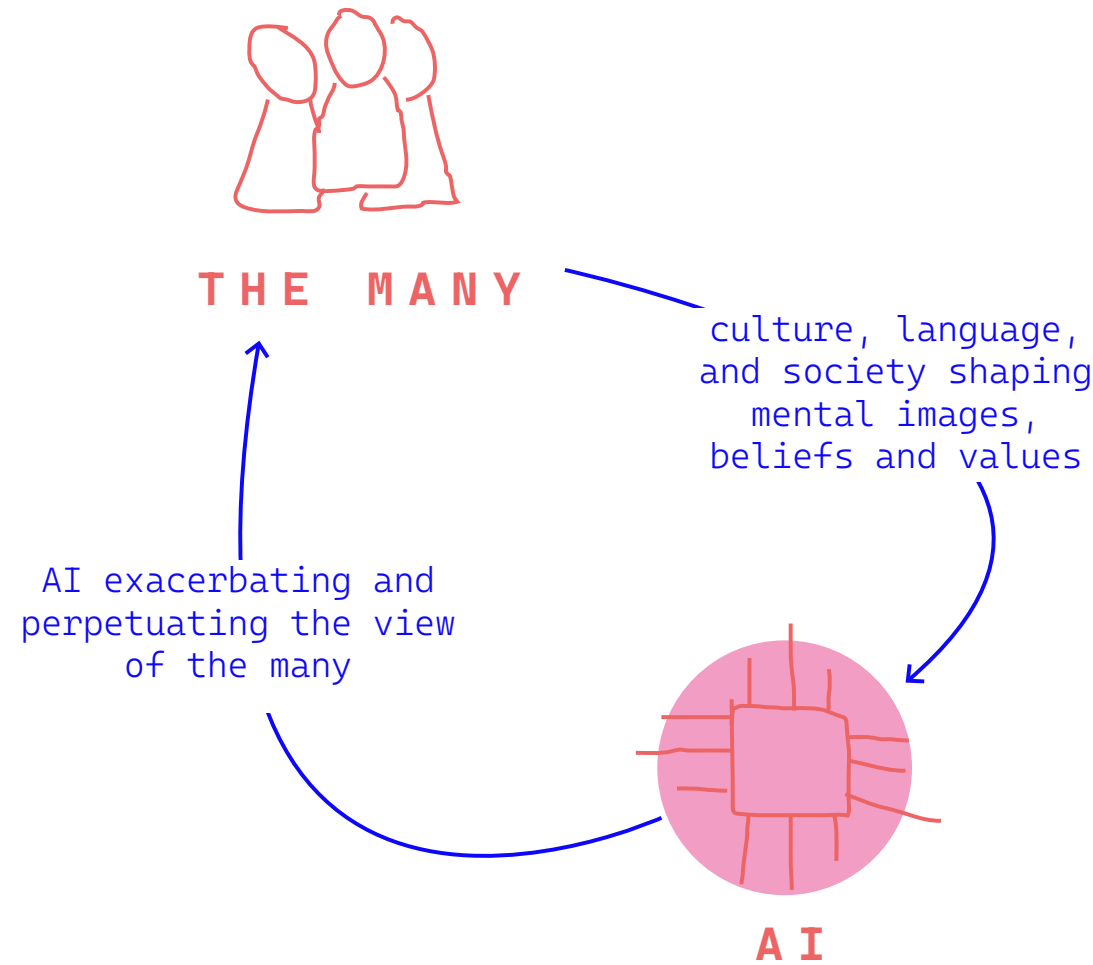 THE MANY
culture, language,
and society shaping
mental images,
beliefs and values
AI exacerbating and
perpetuating the view
of the many
AI